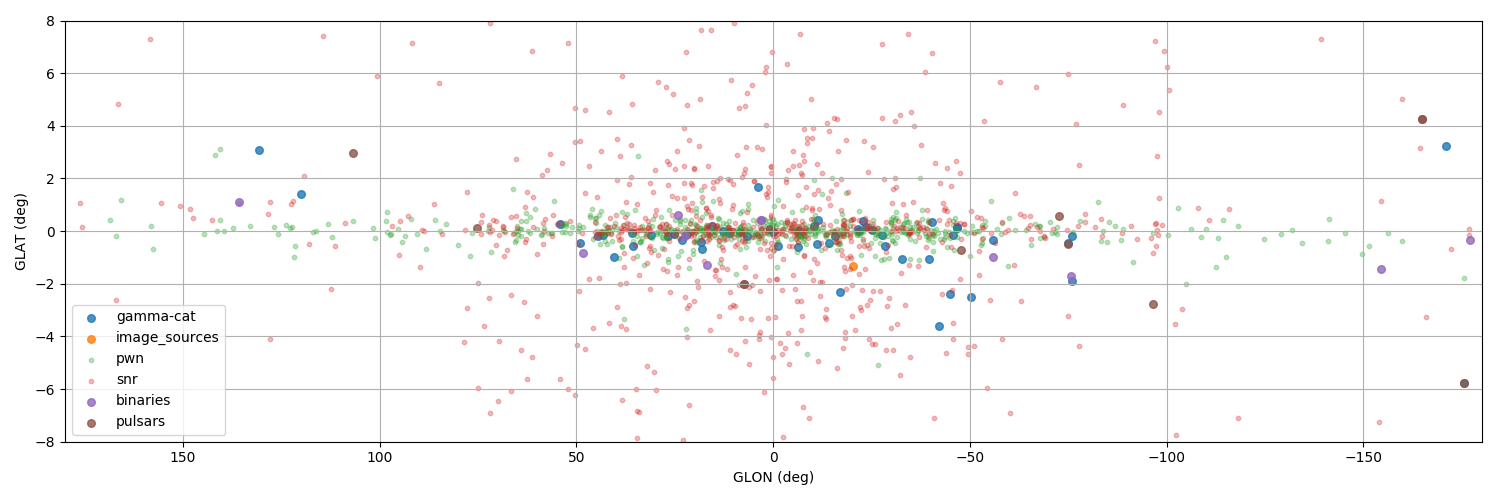 8
6
4
2
0
−2
−4
−6
−8
GLAT (deg)
gamma-cat
image_sources
pwn
snr
binaries
pulsars
150
100
50
0
−50
−100
−150
GLON (deg)